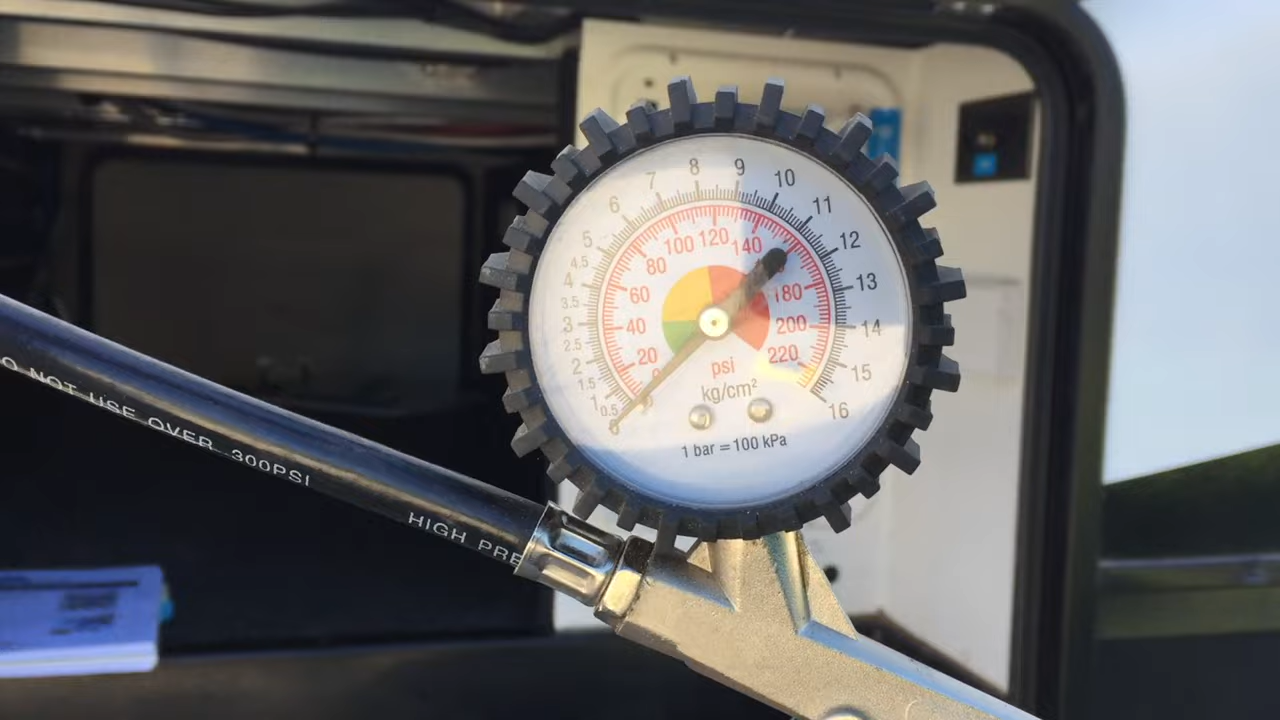 8 9 10
7 11
6 12
5 13
4.5 14
4 15
3.5 16
3
2.5
2
1.5
1
0.5
0
100 120 140
80
60 180
40 200
20 220
0
psi
kg/cm²
1 bar = 100 kPa
O NOT USE OVER 300PSI
HIGH PRE